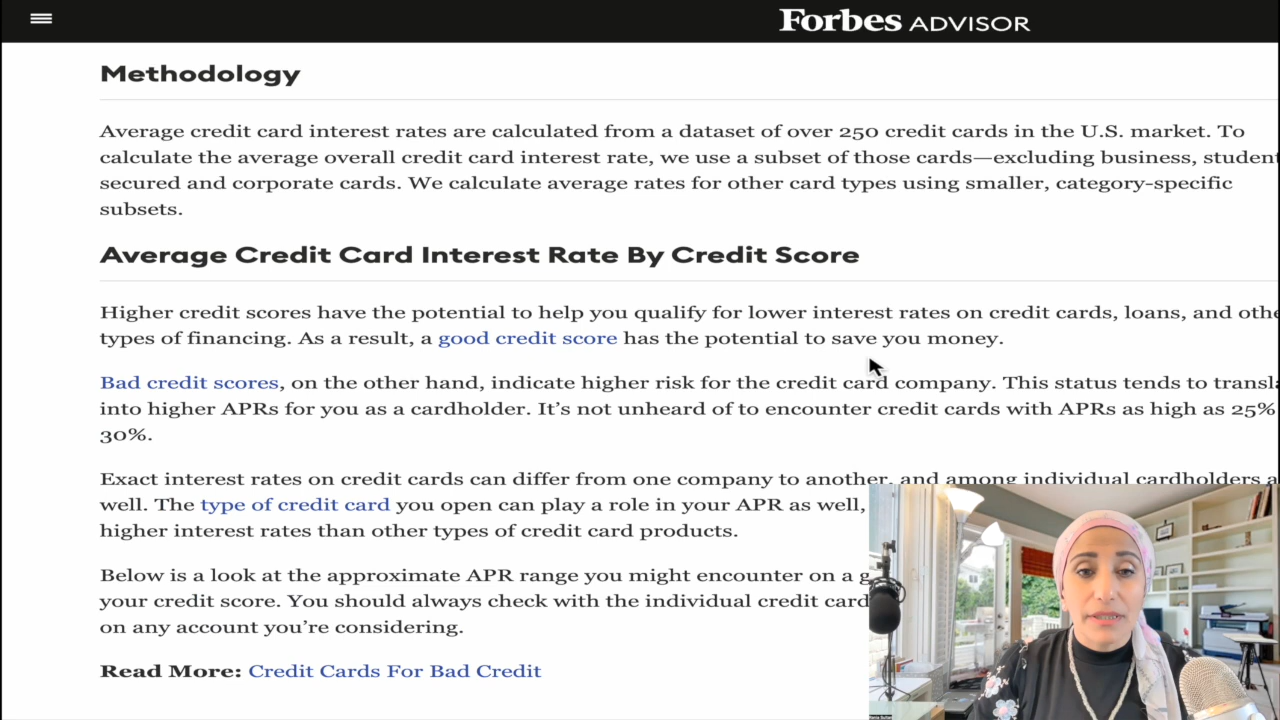 Forbes ADVISOR
Methodology
Average credit card interest rates are calculated from a dataset of over 250 credit cards in the U.S. market. To
calculate the average overall credit card interest rate, we use a subset of those cards—excluding business, student
secured and corporate cards. We calculate average rates for other card types using smaller, category-specific
subsets.
Average Credit Card Interest Rate By Credit Score
Higher credit scores have the potential to help you qualify for lower interest rates on credit cards, loans, and othe
types of financing. As a result, a good credit score has the potential to save you money.
Bad credit scores, on the other hand, indicate higher risk for the credit card company. This status tends to transla
into higher APRs for you as a cardholder. It’s not unheard of to encounter credit cards with APRs as high as 25%
30%.
Exact interest rates on credit cards can differ from one company to another, and among individual cardholders a
well. The type of credit card you open can play a role in your APR as well,
higher interest rates than other types of credit card products.
Below is a look at the approximate APR range you might encounter on a g
your credit score. You should always check with the individual credit card
on any account you’re considering.
Read More: Credit Cards For Bad Credit